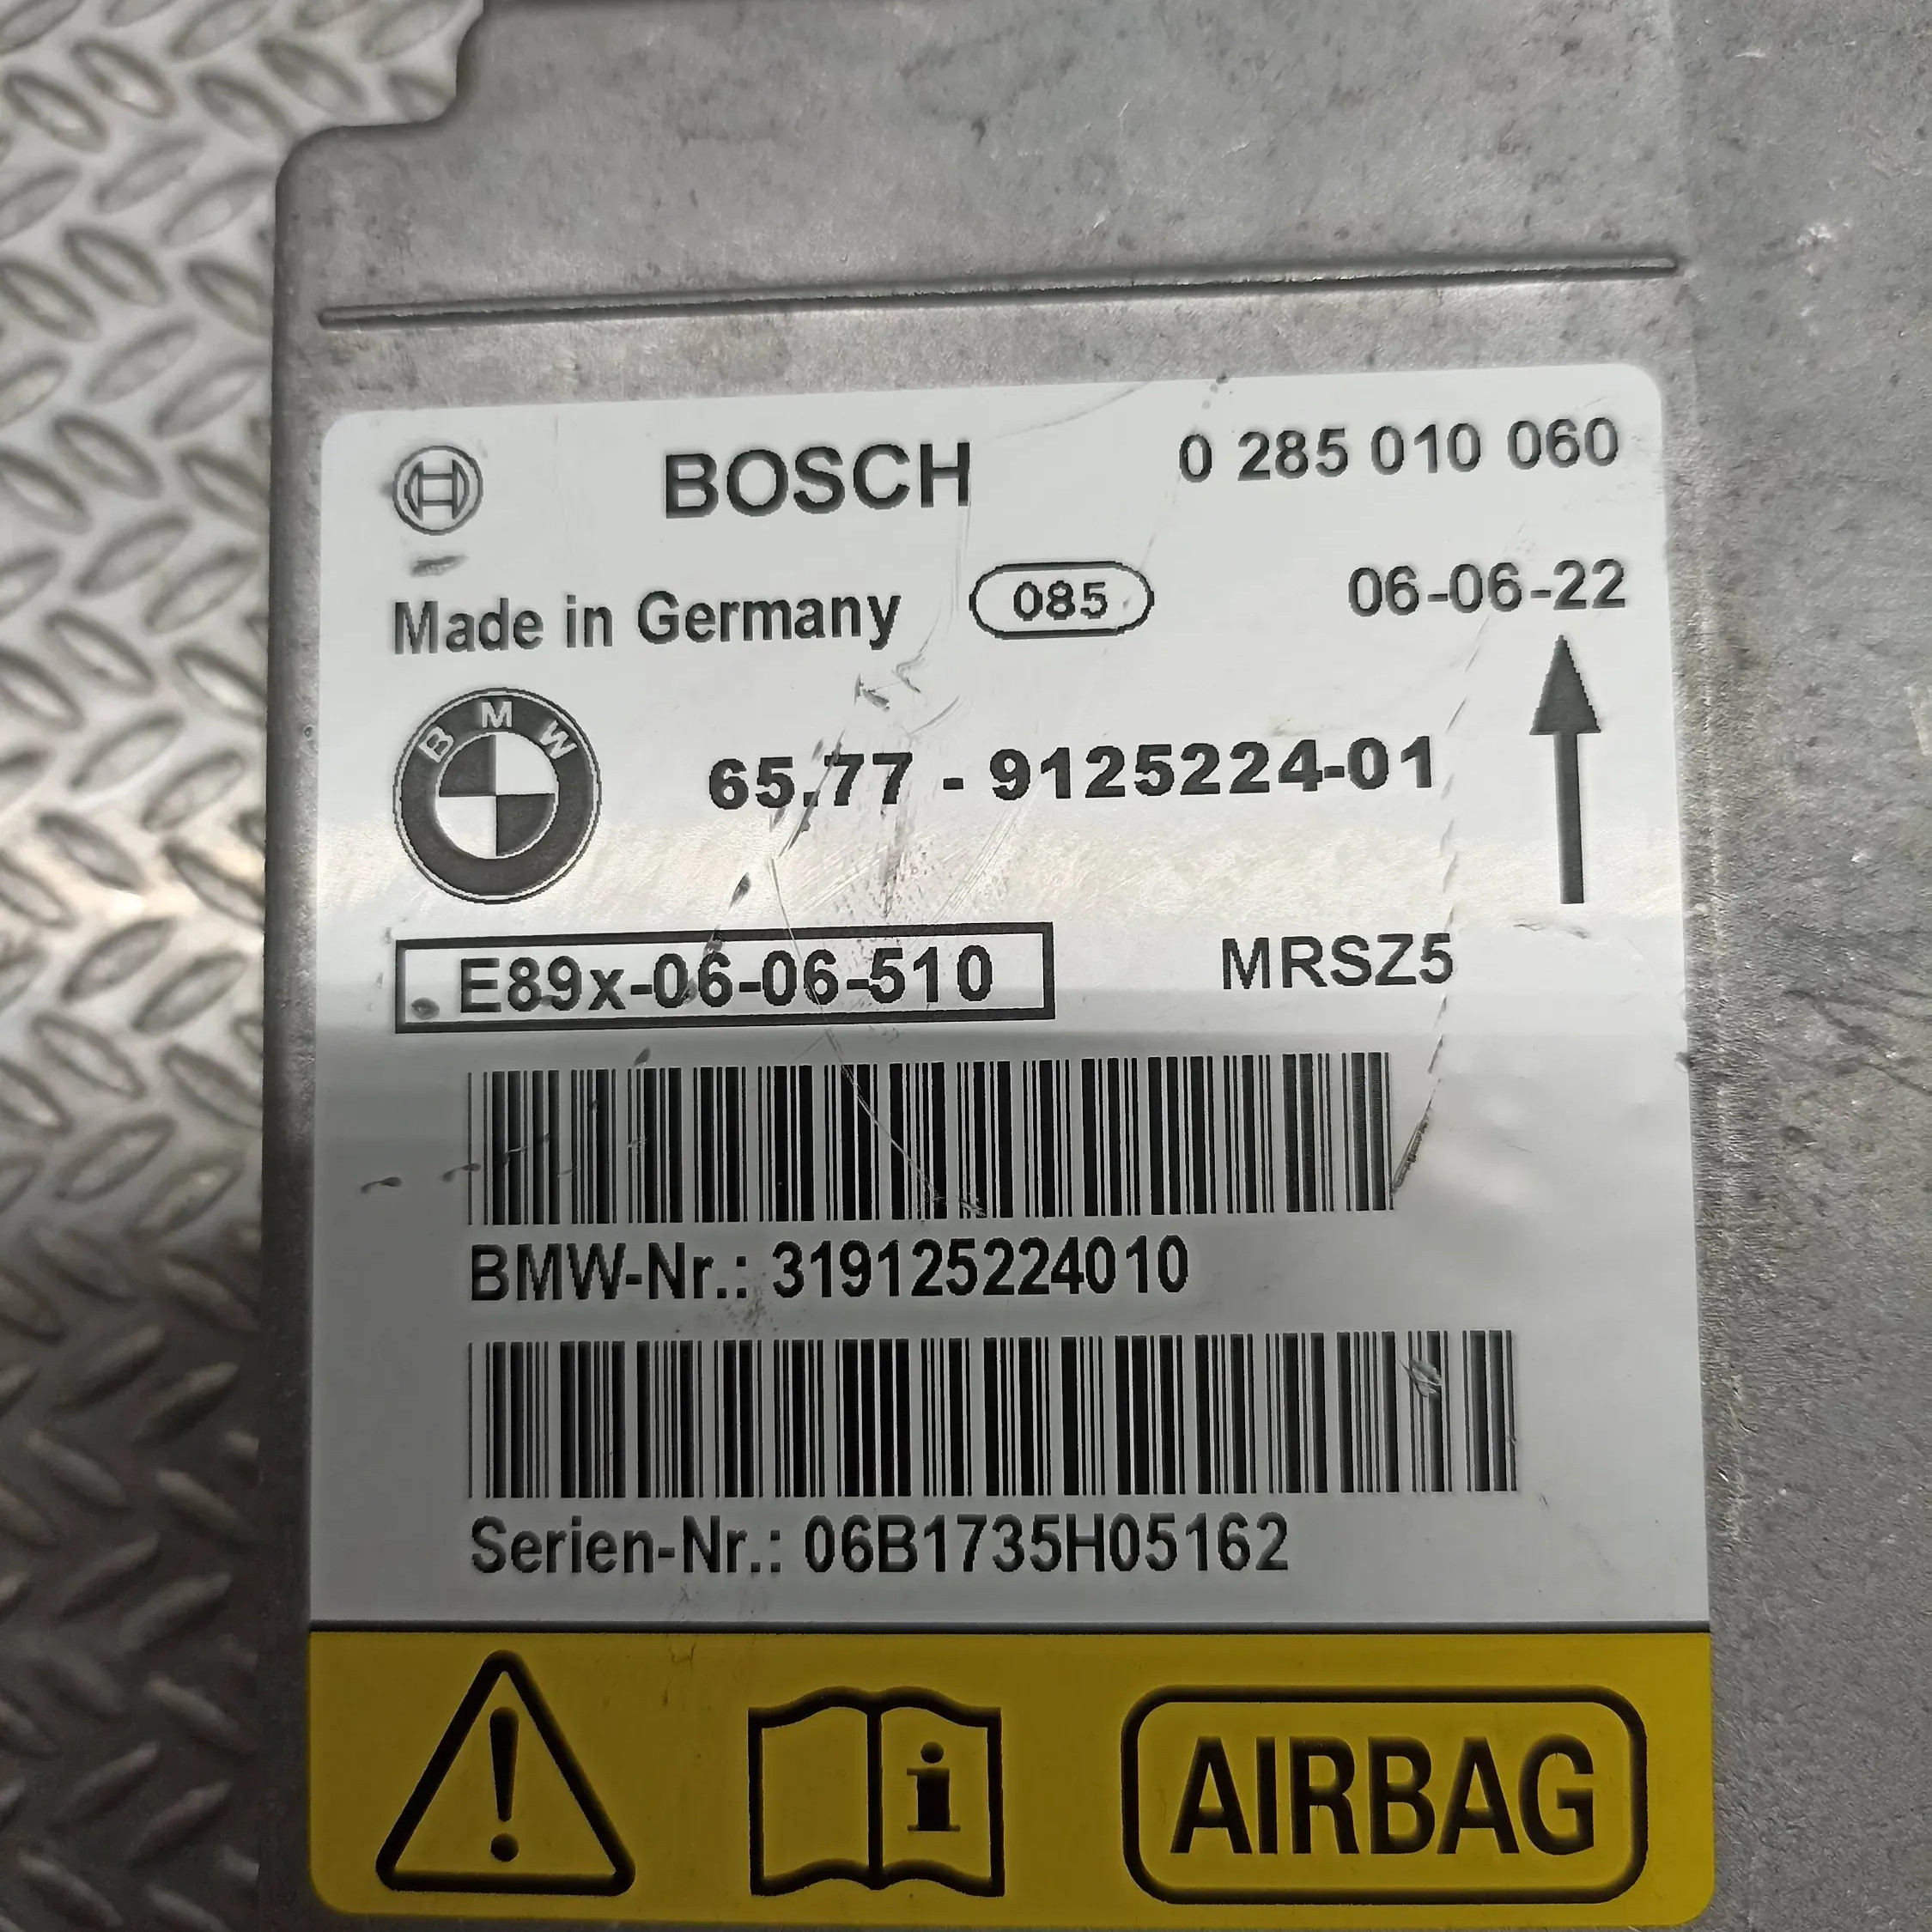 BOSCH 0 285 010 060
Made in Germany 085 06-06-22
BMW 65.77 - 9125224-01
E89x-06-06-510 MRSZ5
BMW-Nr.: 319125224010
Serien-Nr.: 06B1735H05162
i AIRBAG